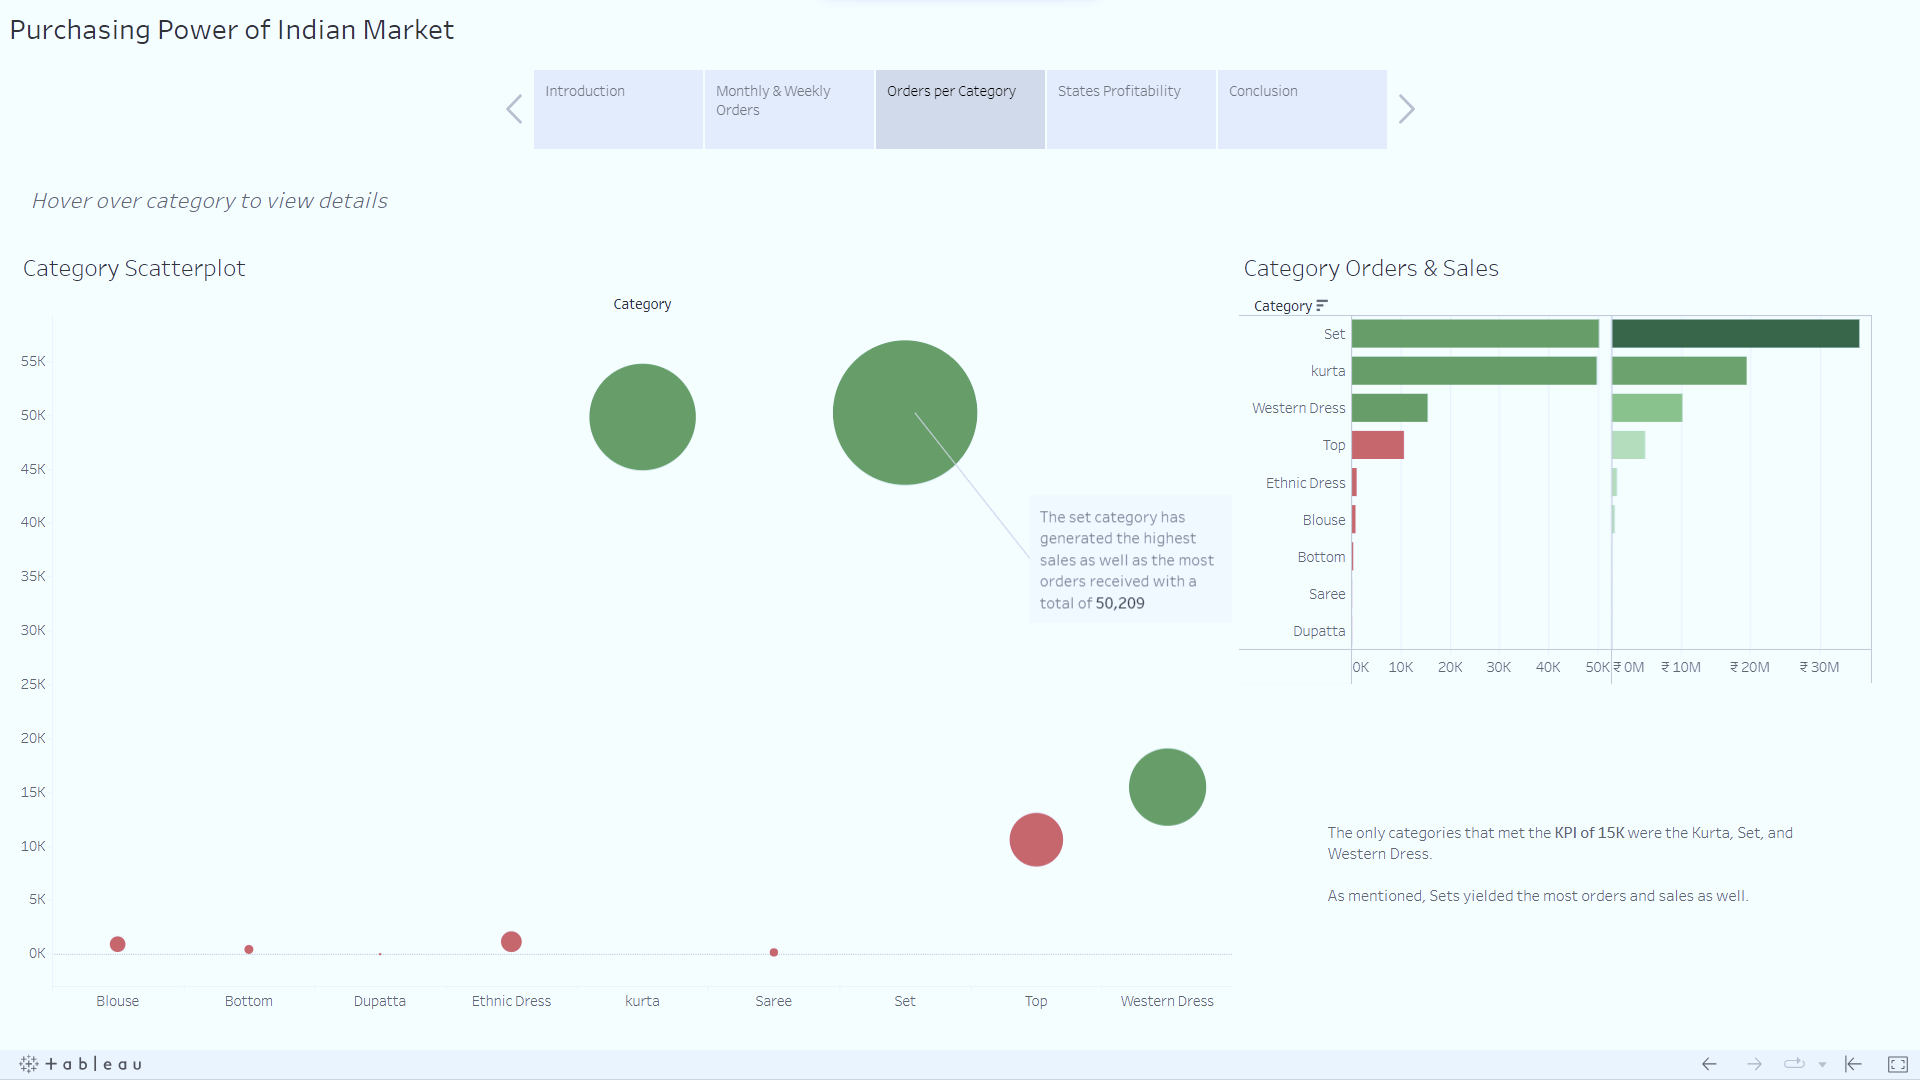 Purchasing Power of Indian Market
Introduction
Monthly & Weekly
Orders
Orders per Category
States Profitability
Conclusion
Hover over category to view details
Category Scatterplot
Category
55K
50K
45K
40K
35K
30K
25K
20K
15K
10K
5K
0K
The set category has
generated the highest
sales as well as the most
orders received with a
total of 50,209
Blouse
Bottom
Dupatta
Ethnic Dress
kurta
Saree
Set
Top
Western Dress
Category Orders & Sales
Category
Set
kurta
Western Dress
Top
Ethnic Dress
Blouse
Bottom
Saree
Dupatta
0K 10K 20K 30K 40K 50K ₹ 0M ₹ 10M ₹ 20M ₹ 30M
The only categories that met the KPI of 15K were the Kurta, Set, and
Western Dress.
As mentioned, Sets yielded the most orders and sales as well.
+ableau